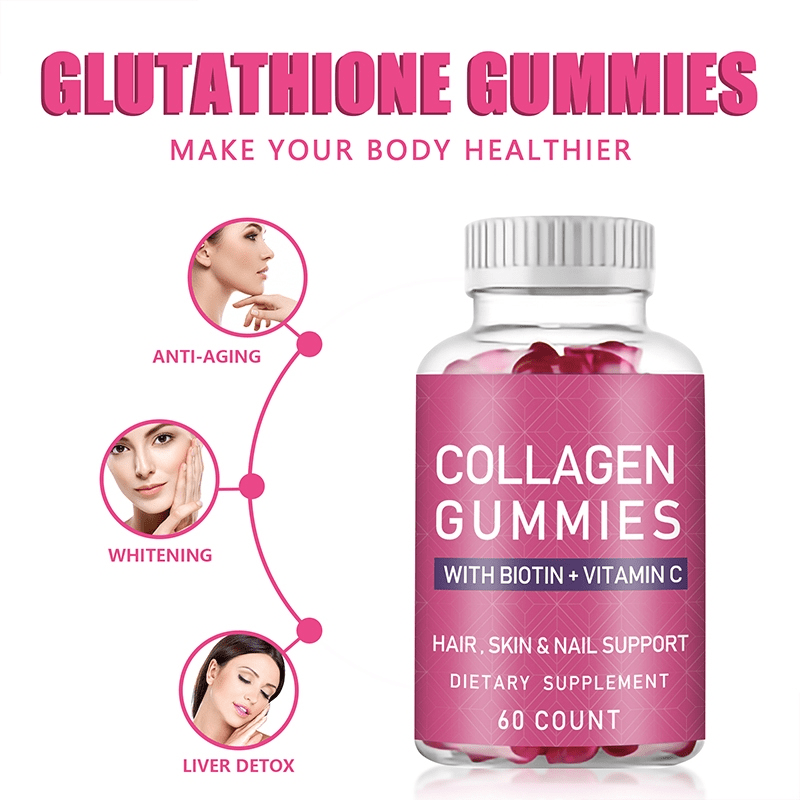 GLUTATHIONE GUMMIES
MAKE YOUR BODY HEALTHIER
ANTI-AGING
WHITENING
LIVER DETOX
COLLAGEN
GUMMIES
WITH BIOTIN + VITAMIN C
HAIR, SKIN & NAIL SUPPORT
DIETARY SUPPLEMENT
60 COUNT